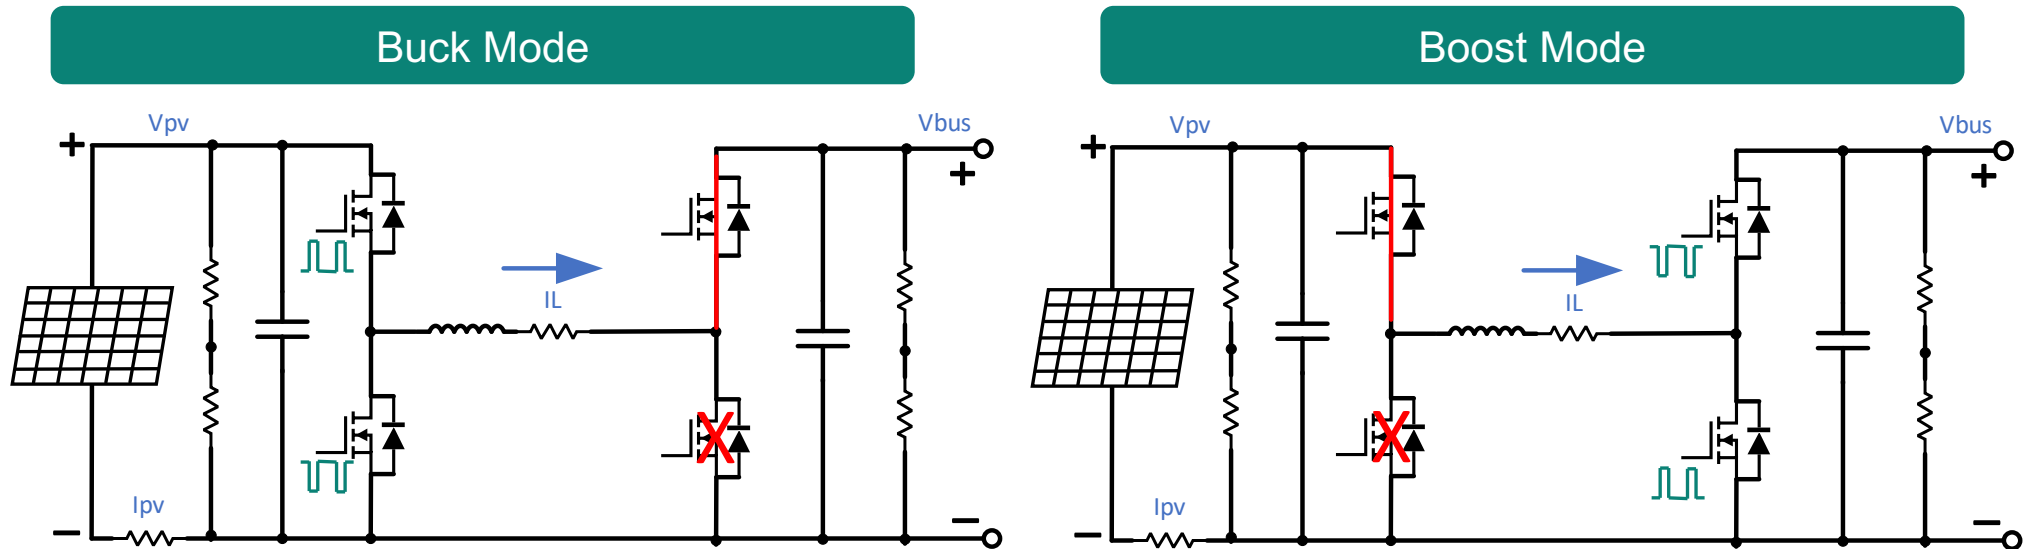 Buck Mode
Vpv
Vbus
+
+
IL
Ipv
−
−
Boost Mode
Vpv
Vbus
+
+
IL
Ipv
−
−